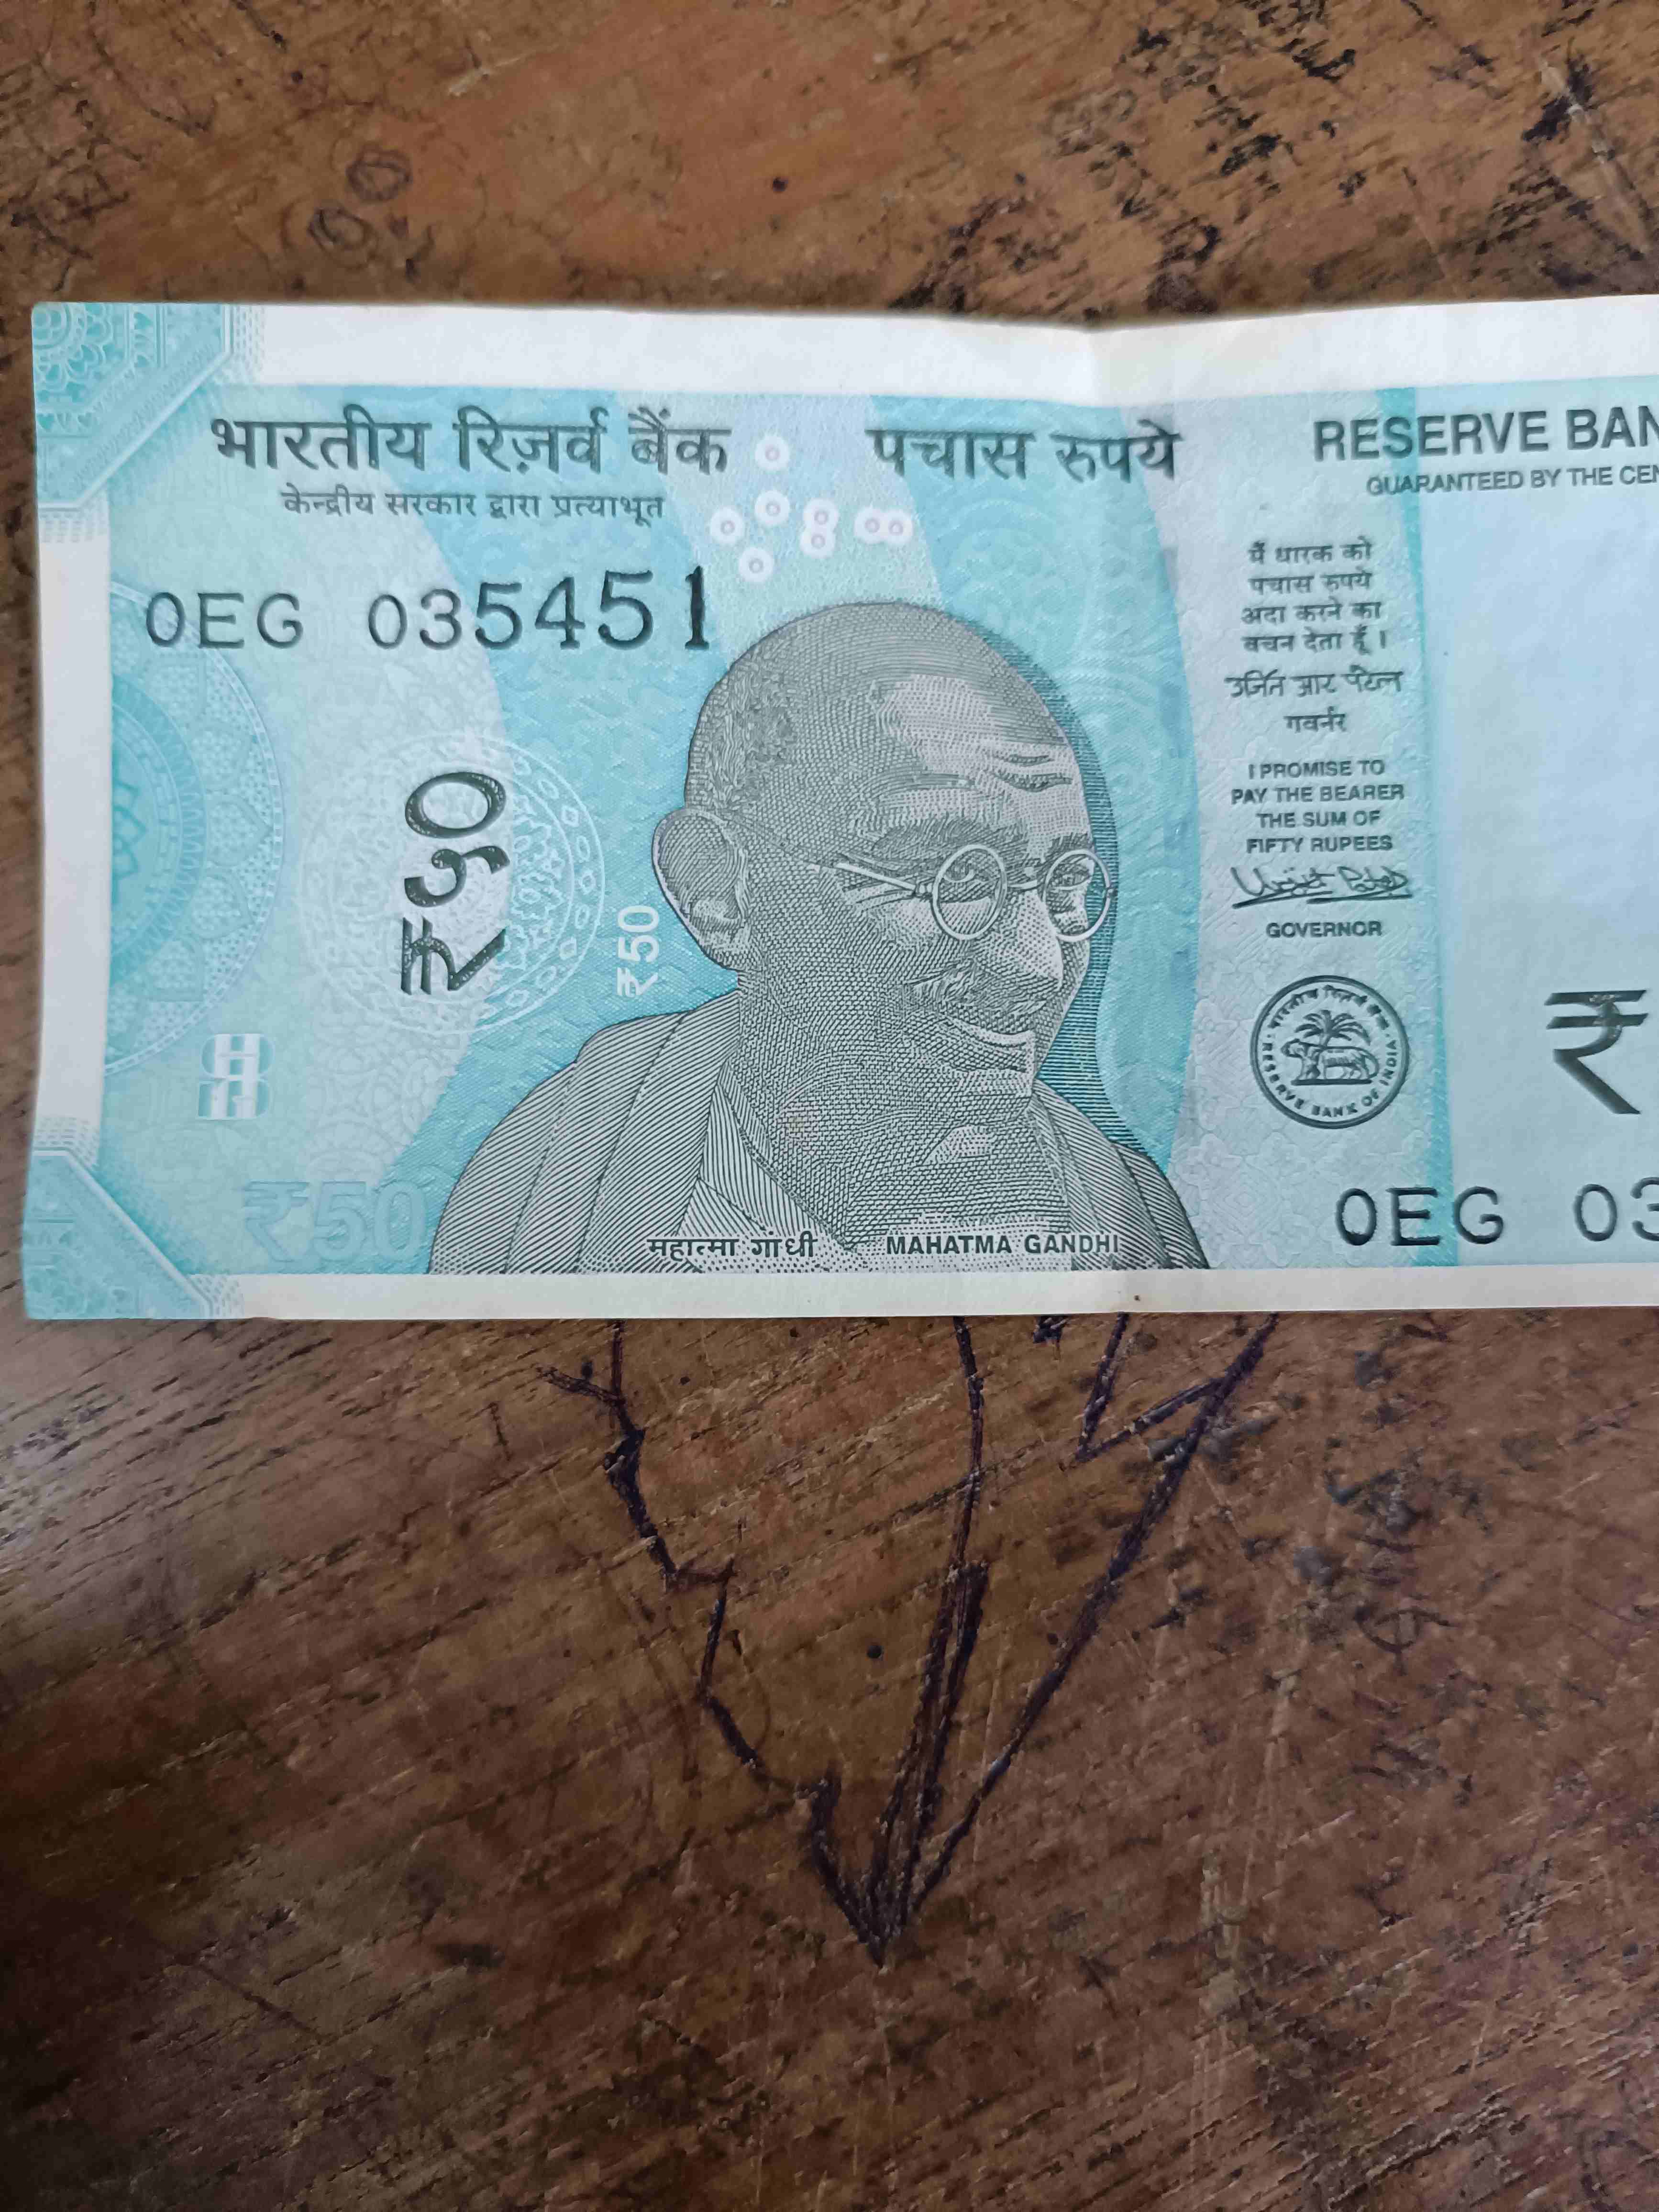 भारतीय रिज़र्व बैंक
केन्द्रीय सरकार द्वारा प्रत्याभूत
पचास रुपये
RESERVE BAN
GUARANTEED BY THE CEN
0EG 035451
₹५०
₹50
मैं धारक को
पचास रुपये
अदा करने का
वचन देता हूँ ।
उर्जित आर पटेल
गवर्नर
I PROMISE TO
PAY THE BEARER
THE SUM OF
FIFTY RUPEES
Urjit Patel
GOVERNOR
भारतीय रिज़र्व बैंक
RESERVE BANK OF INDIA
₹
₹50
महात्मा गांधी MAHATMA GANDHI
0EG 03